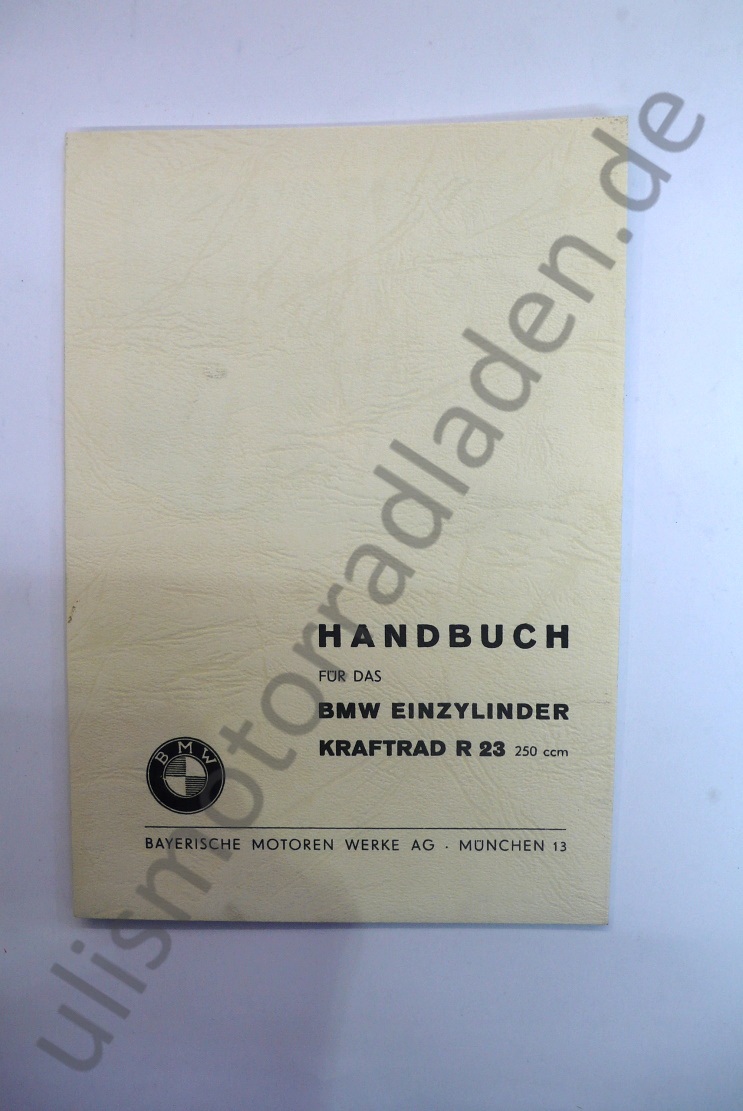 HANDBUCH
FÜR DAS
BMW EINZYLINDER
KRAFTRAD R 23 250 ccm
BMW
BAYERISCHE MOTOREN WERKE AG · MÜNCHEN 13
ulismotorradladen.de